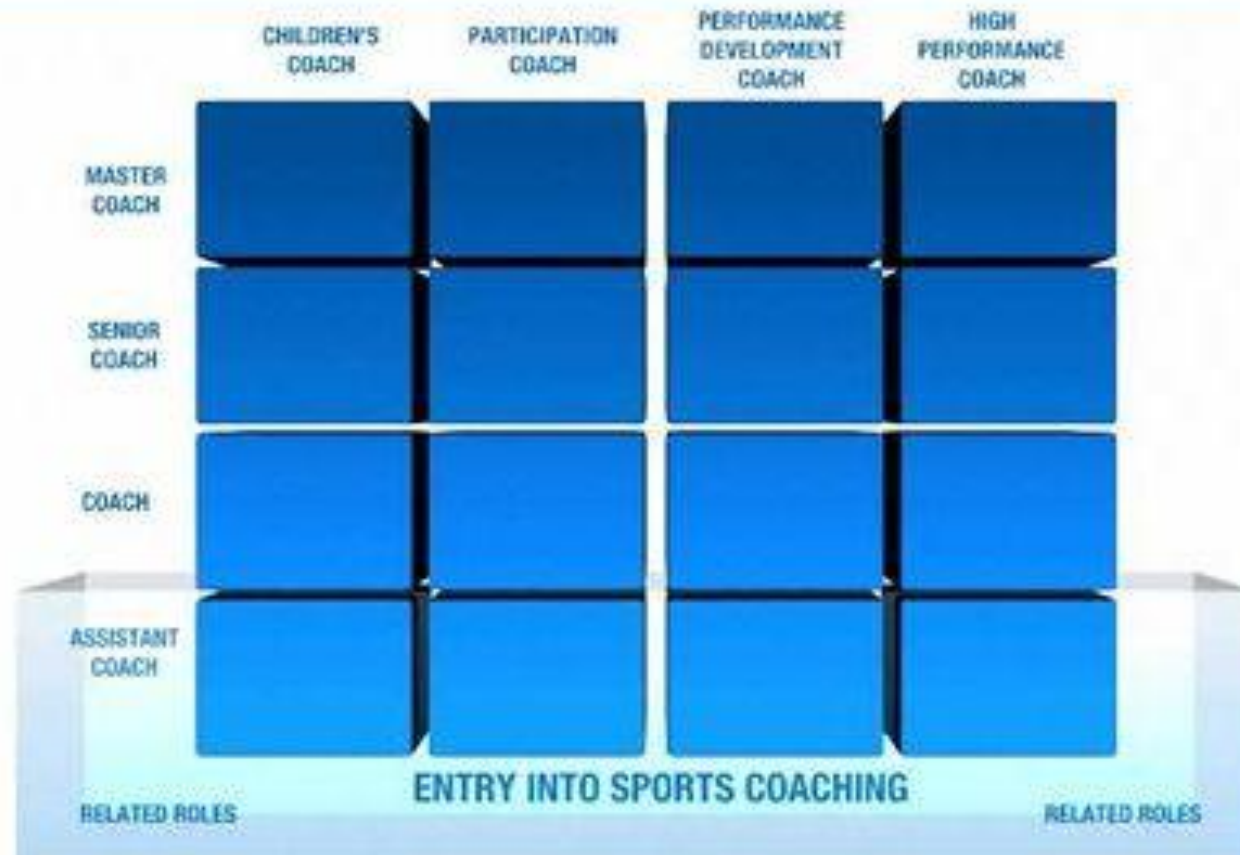 CHILDREN'S
COACH
PARTICIPATION
COACH
PERFORMANCE
DEVELOPMENT
COACH
HIGH
PERFORMANCE
COACH
MASTER
COACH
SENIOR
COACH
COACH
ASSISTANT
COACH
ENTRY INTO SPORTS COACHING
RELATED ROLES
RELATED ROLES